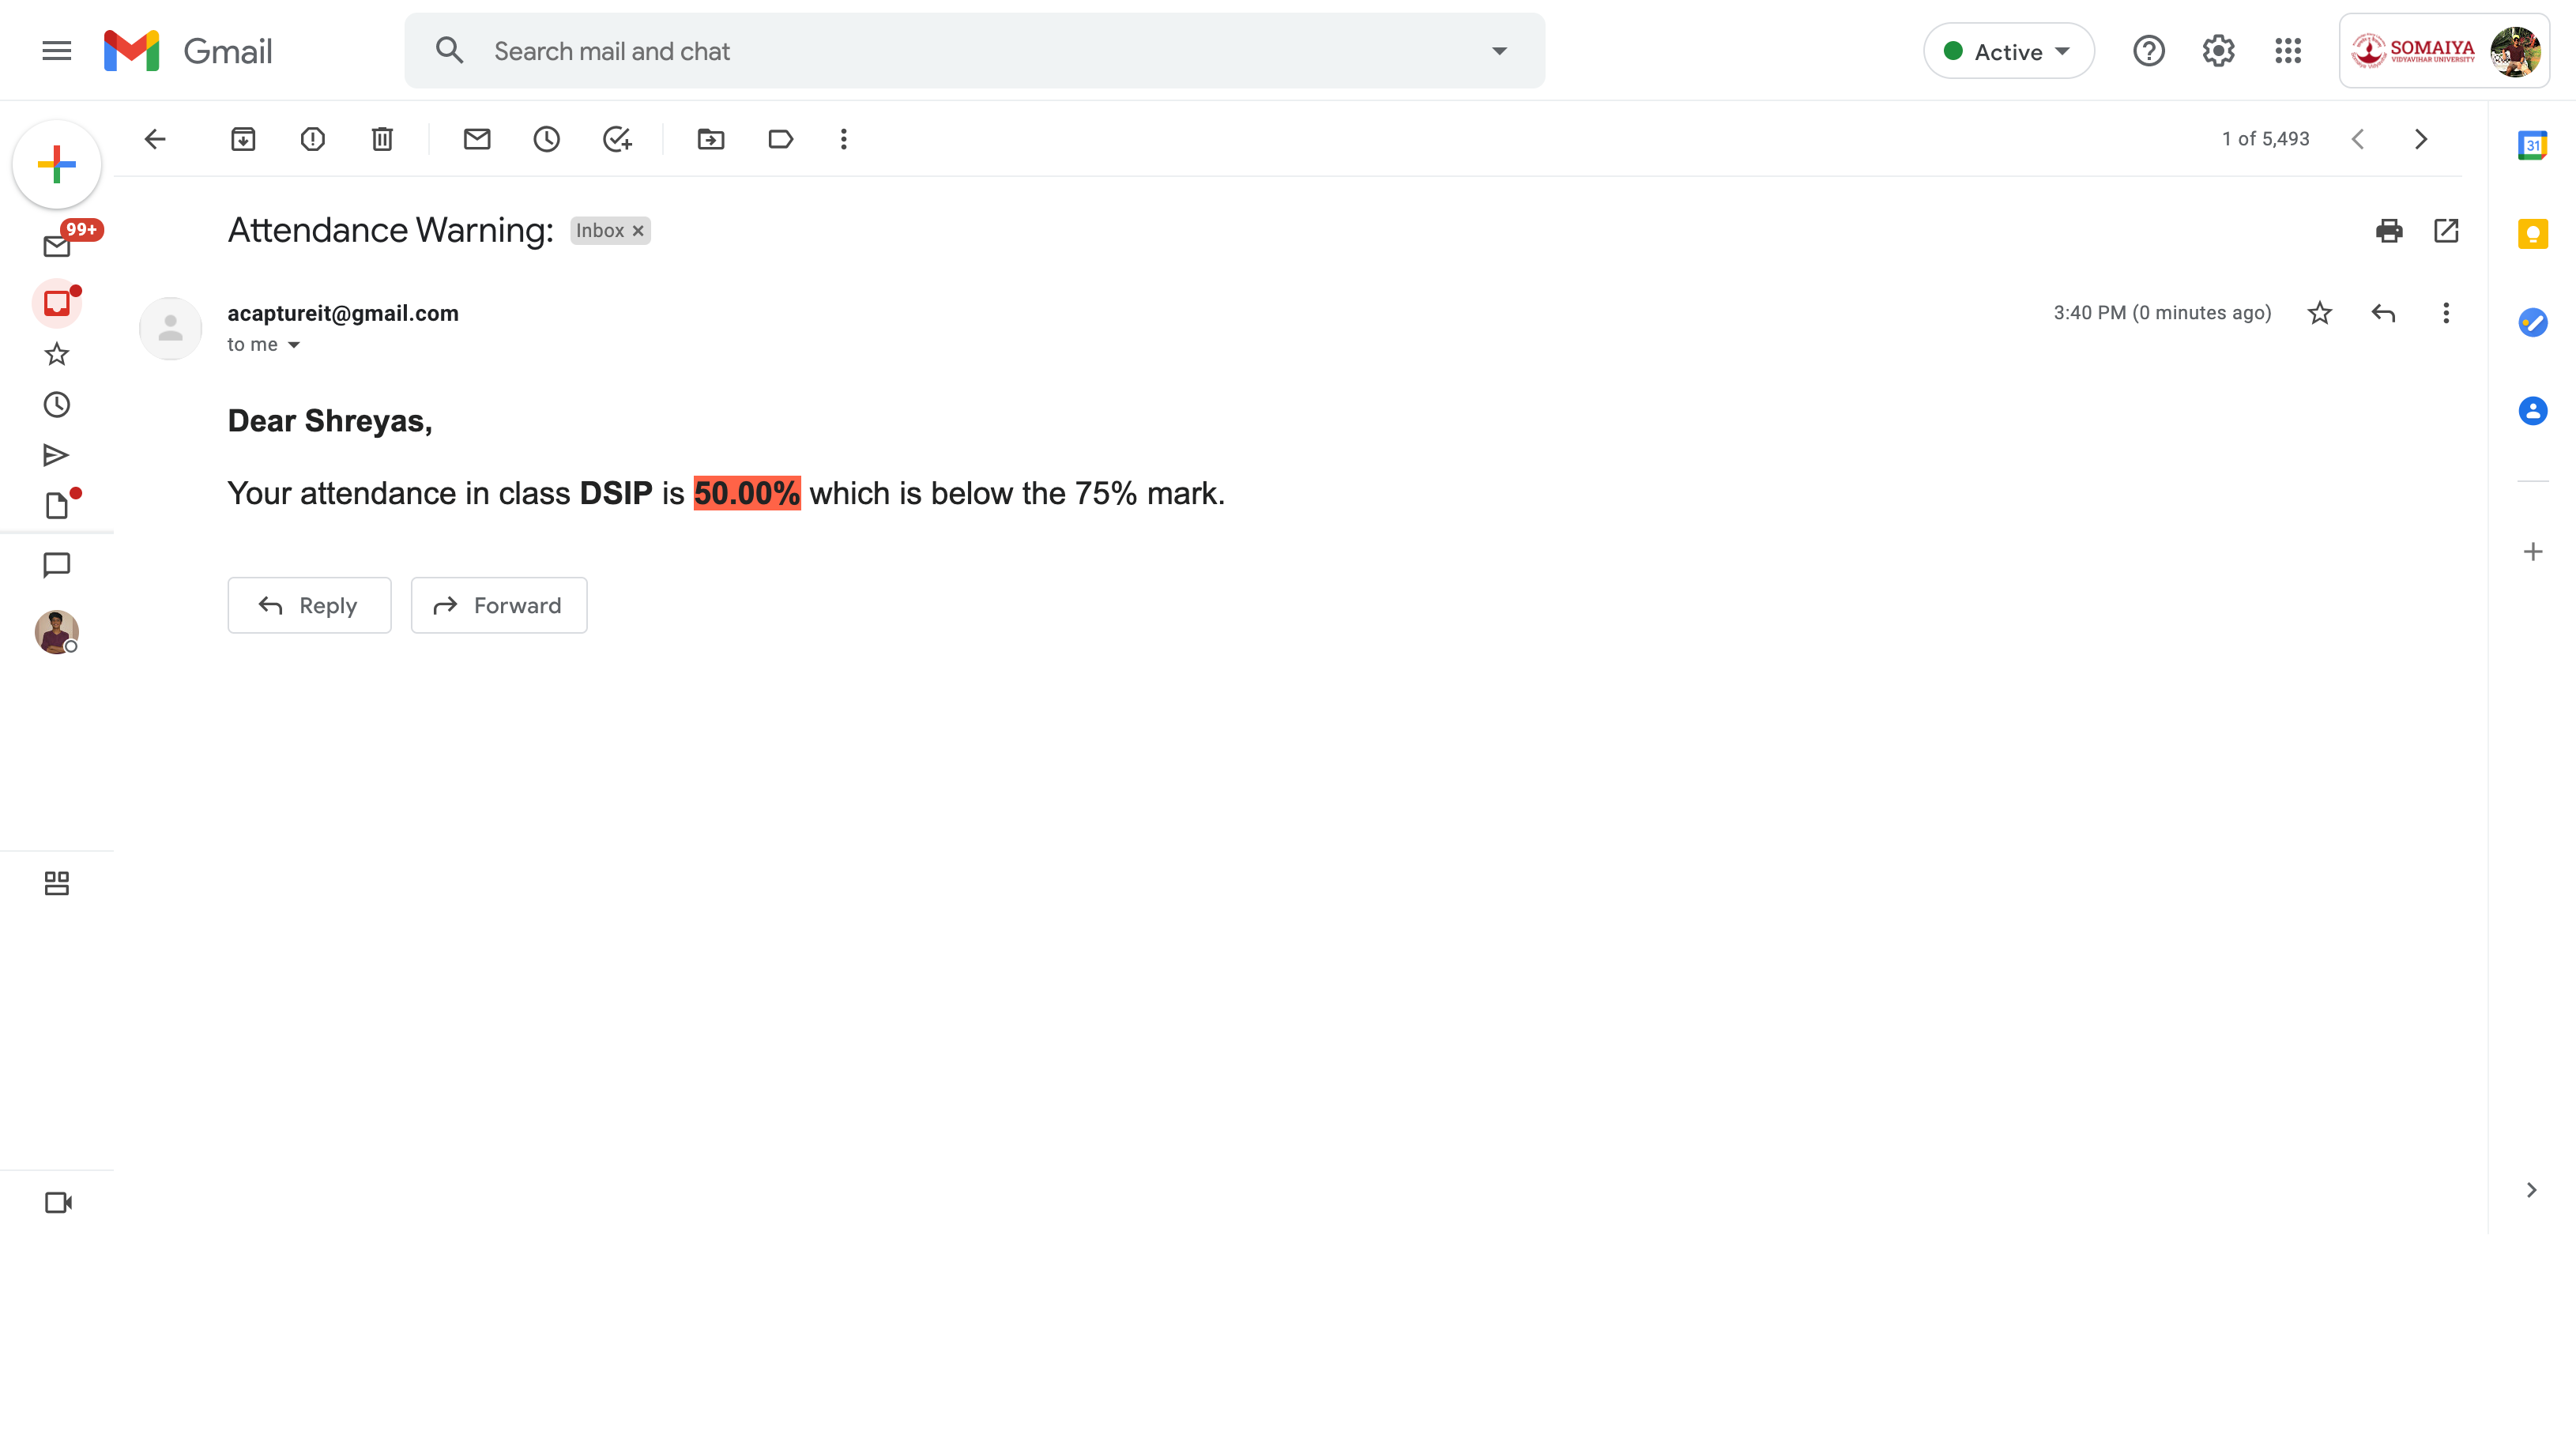 Gmail
Search mail and chat
Active
SOMAIYA
VIDYAVIHAR UNIVERSITY
1 of 5,493
31
99+
Attendance Warning:
Inbox ×
acaptureit@gmail.com
3:40 PM (0 minutes ago)
to me
Dear Shreyas,
Your attendance in class DSIP is 50.00% which is below the 75% mark.
Reply
Forward